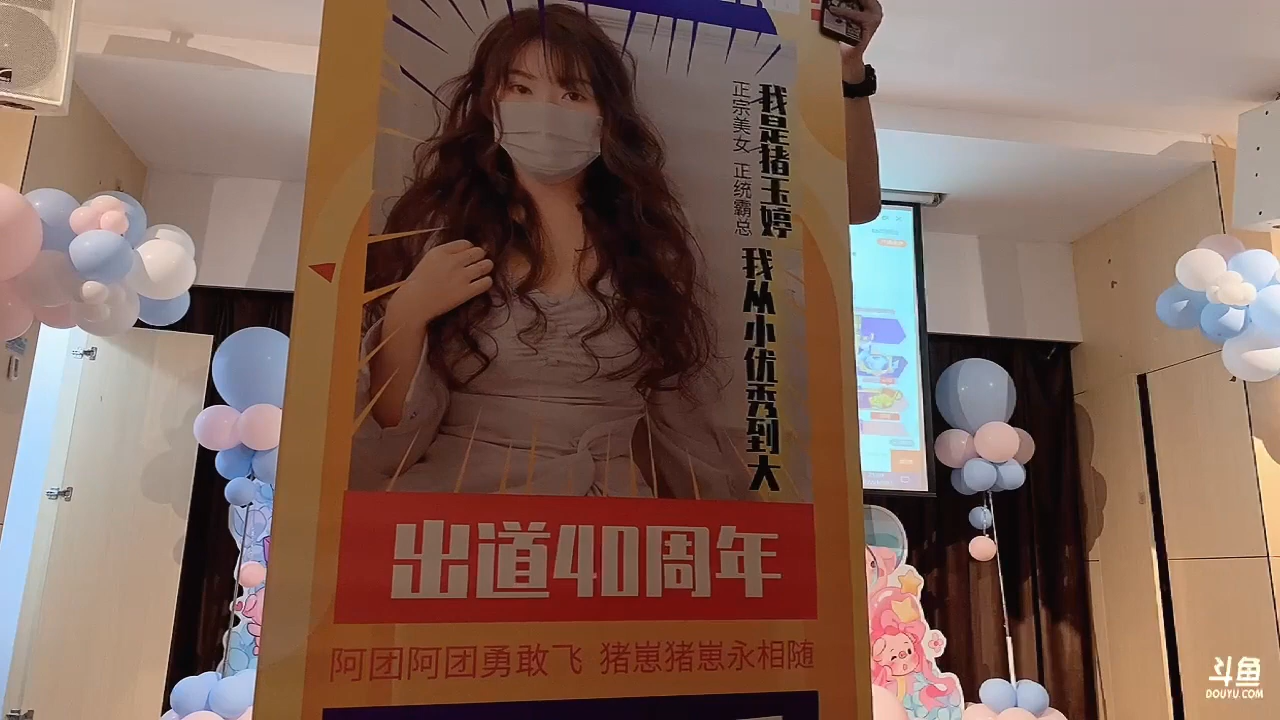 我是猪玉婷
我从小优秀到大
正宗美女
正统霸总
出道40周年
阿团阿团勇敢飞 猪崽猪崽永相随
斗鱼
DOUYU.COM